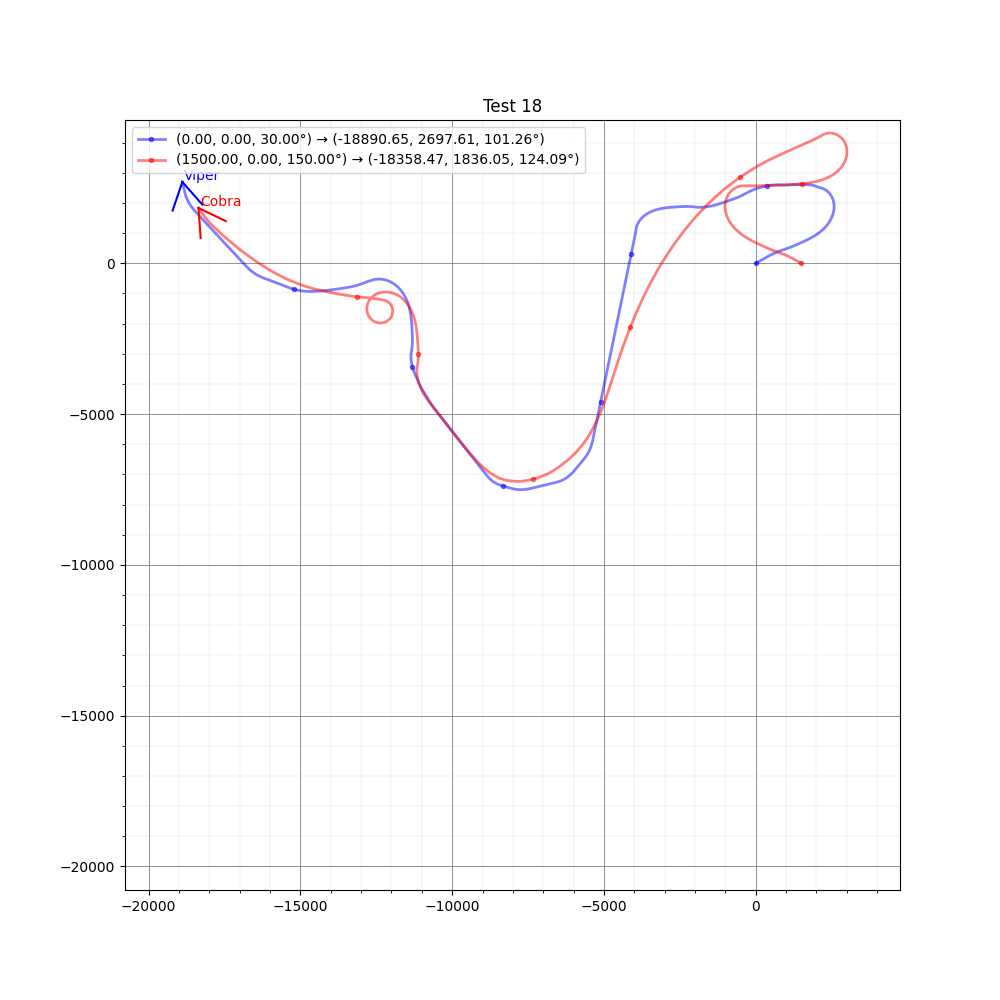 Test 18
(0.00, 0.00, 30.00°) → (-18890.65, 2697.61, 101.26°)
(1500.00, 0.00, 150.00°) → (-18358.47, 1836.05, 124.09°)
Viper
Cobra
0
−5000
−10000
−15000
−20000
−20000 −15000 −10000 −5000 0